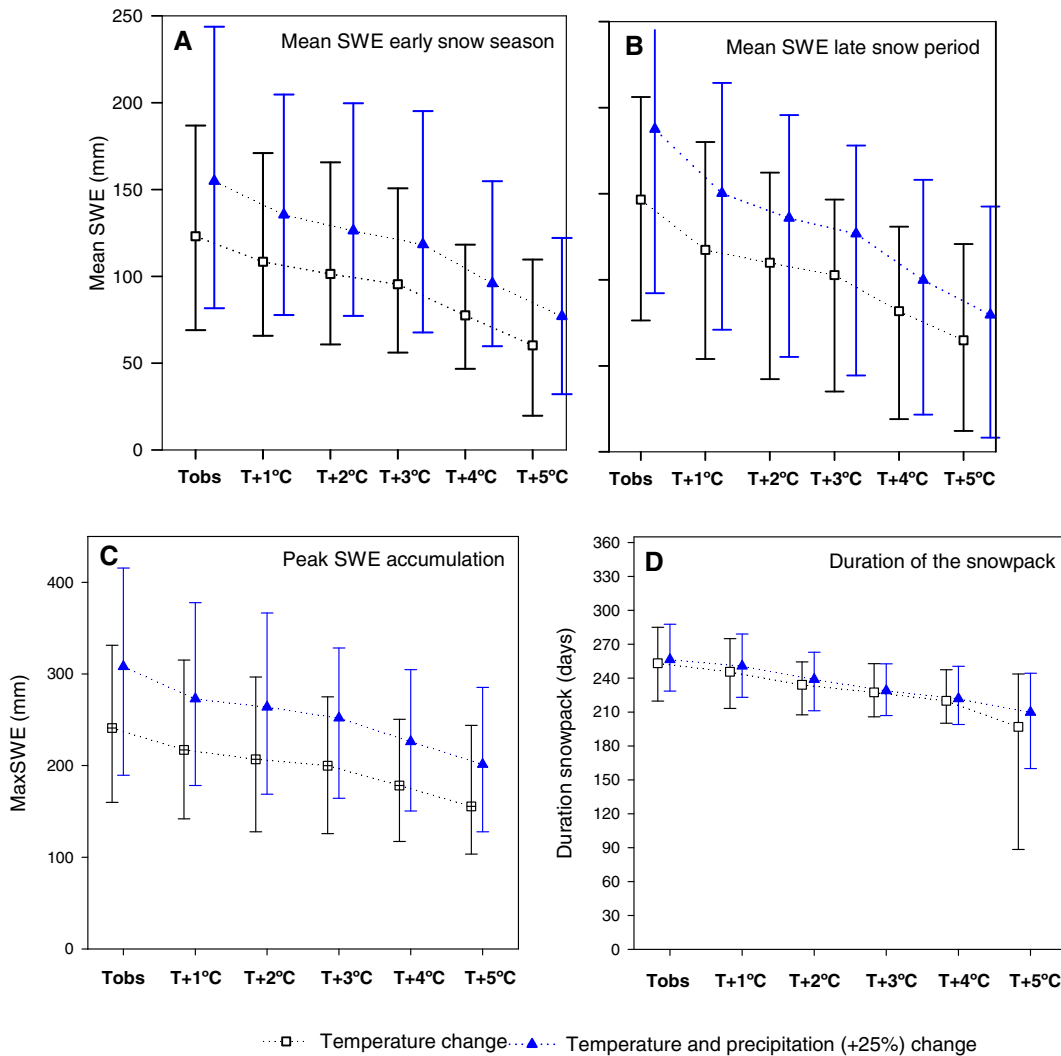 A Mean SWE early snow season
Mean SWE (mm)
250
200
150
100
50
0
Tobs T+1ºC T+2ºC T+3ºC T+4ºC T+5ºC
B Mean SWE late snow period
Tobs T+1ºC T+2ºC T+3ºC T+4ºC T+5ºC
C Peak SWE accumulation
MaxSWE (mm)
400
300
200
100
0
Tobs T+1ºC T+2ºC T+3ºC T+4ºC T+5ºC
D Duration of the snowpack
Duration snowpack (days)
360
330
300
270
240
210
180
150
120
90
60
30
0
Tobs T+1ºC T+2ºC T+3ºC T+4ºC T+5ºC
Temperature change Temperature and precipitation (+25%) change